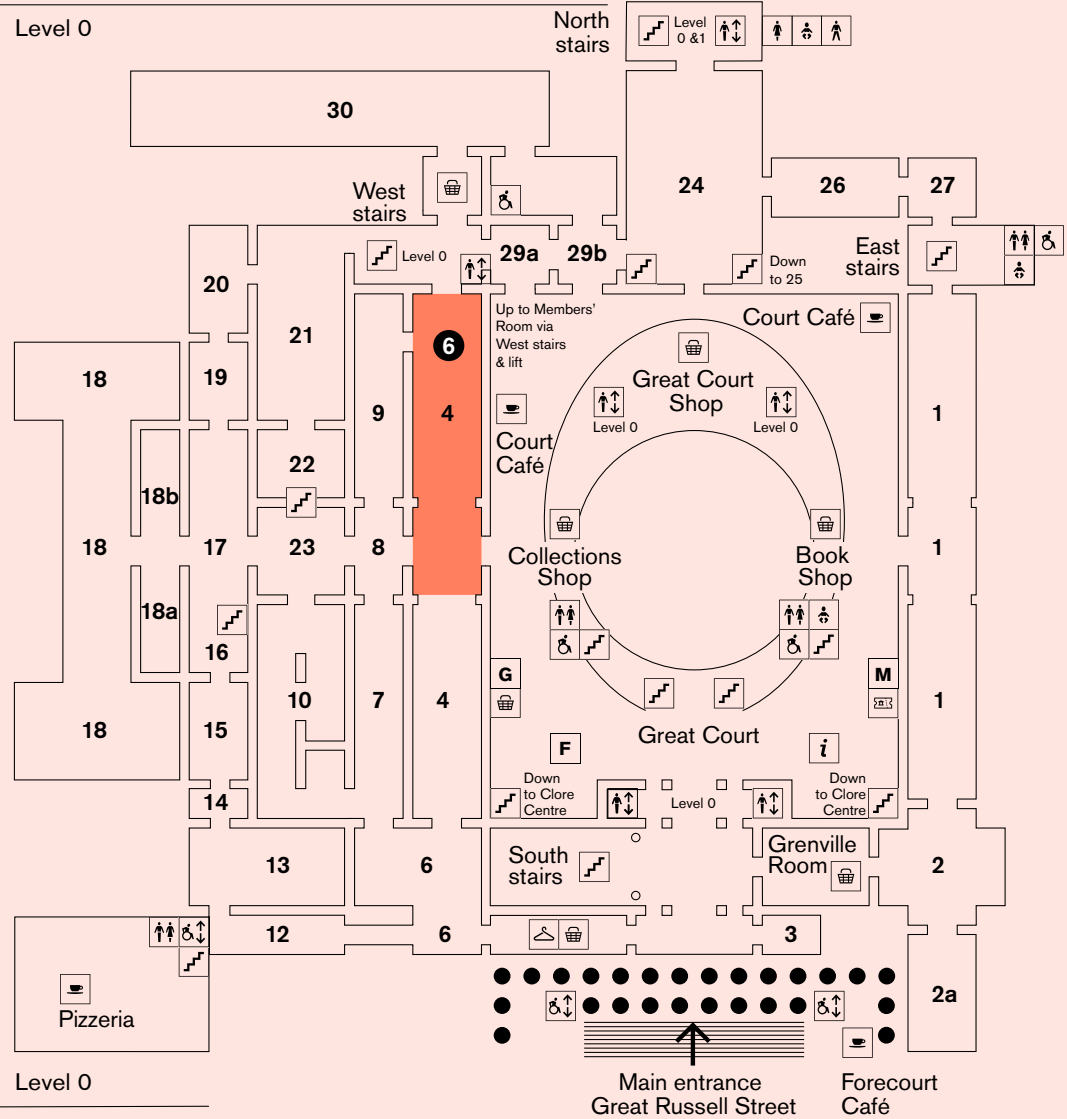 Level 0
North
stairs
Level
0 &1
30
West
stairs
24
26
27
Level 0
29a
29b
East
stairs
Down
to 25
20
21
Up to Members’
Room via
West stairs
& lift
Court Café
6
18
19
9
4
Great Court
Shop
1
Court
Café
Level 0
Level 0
22
18b
18
17
23
8
Collections
Shop
Book
Shop
1
18a
16
10
7
4
G
M
1
18
15
F
Great Court
i
14
Down
to Clore
Centre
Level 0
Down
to Clore
Centre
13
6
South
stairs
Grenville
Room
2
12
6
3
2a
Pizzeria
Level 0
Main entrance
Great Russell Street
Forecourt
Café